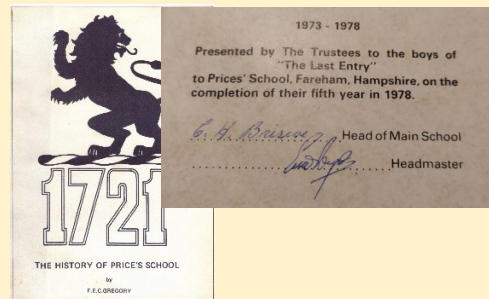 1973 - 1978
Presented by The Trustees to the boys of
"The Last Entry"
to Prices' School, Fareham, Hampshire, on the
completion of their fifth year in 1978.
Head of Main School
Headmaster
1721
THE HISTORY OF PRICE'S SCHOOL
by
F.E.C.GREGORY